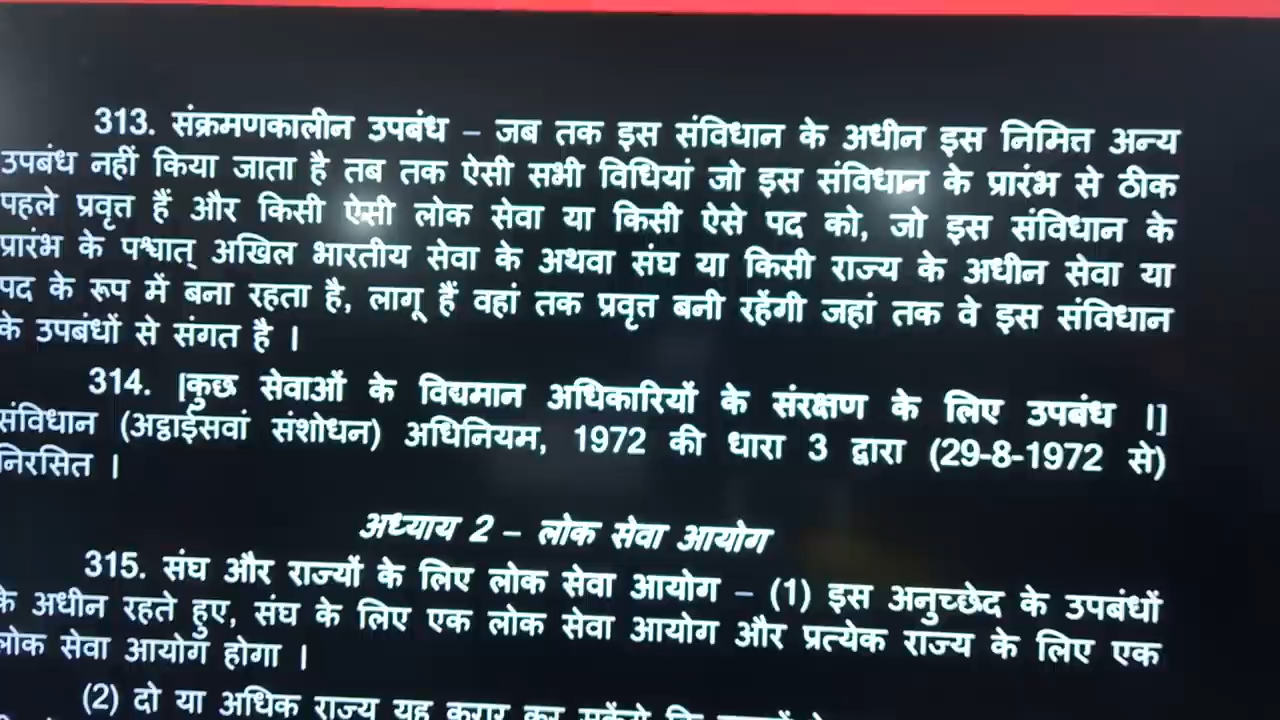 313. संक्रमणकालीन उपबंध – जब तक इस संविधान के अधीन इस निमित्त अन्य
उपबंध नहीं किया जाता है तब तक ऐसी सभी विधियां जो इस संविधान के प्रारंभ से ठीक
पहले प्रवृत्त हैं और किसी ऐसी लोक सेवा या किसी ऐसे पद को, जो इस संविधान के
प्रारंभ के पश्चात् अखिल भारतीय सेवा के अथवा संघ या किसी राज्य के अधीन सेवा या
पद के रूप में बना रहता है, लागू हैं वहां तक प्रवृत्त बनी रहेंगी जहां तक वे इस संविधान
के उपबंधों से संगत है ।
314. [कुछ सेवाओं के विद्यमान अधिकारियों के संरक्षण के लिए उपबंध ।]
संविधान (अट्ठाईसवां संशोधन) अधिनियम, 1972 की धारा 3 द्वारा (29-8-1972 से)
निरसित ।
अध्याय 2 – लोक सेवा आयोग
315. संघ और राज्यों के लिए लोक सेवा आयोग – (1) इस अनुच्छेद के उपबंधों
के अधीन रहते हुए, संघ के लिए एक लोक सेवा आयोग और प्रत्येक राज्य के लिए एक
लोक सेवा आयोग होगा ।
(2) दो या अधिक राज्य यह करार कर सकेंगे कि